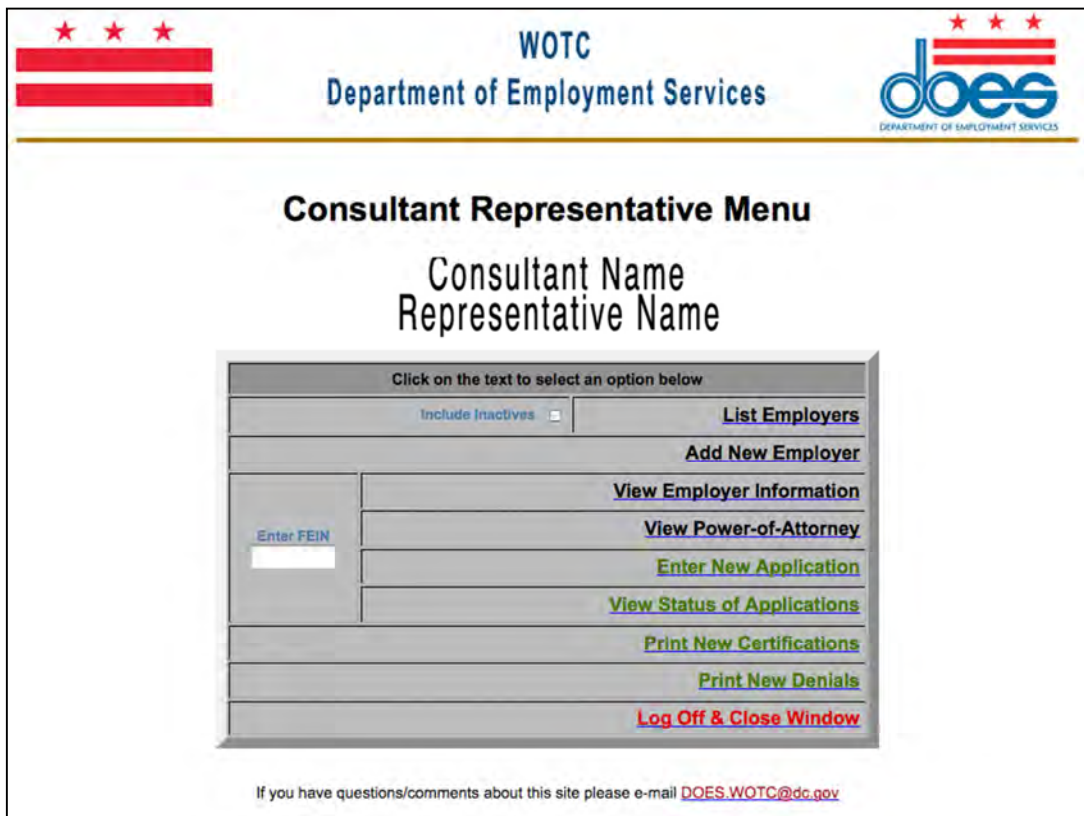 WOTC
Department of Employment Services
does
DEPARTMENT OF EMPLOYMENT SERVICES
Consultant Representative Menu
Consultant Name
Representative Name
Click on the text to select an option below
Include Inactives
List Employers
Add New Employer
Enter FEIN
View Employer Information
View Power-of-Attorney
Enter New Application
View Status of Applications
Print New Certifications
Print New Denials
Log Off & Close Window
If you have questions/comments about this site please e-mail DOES.WOTC@dc.gov